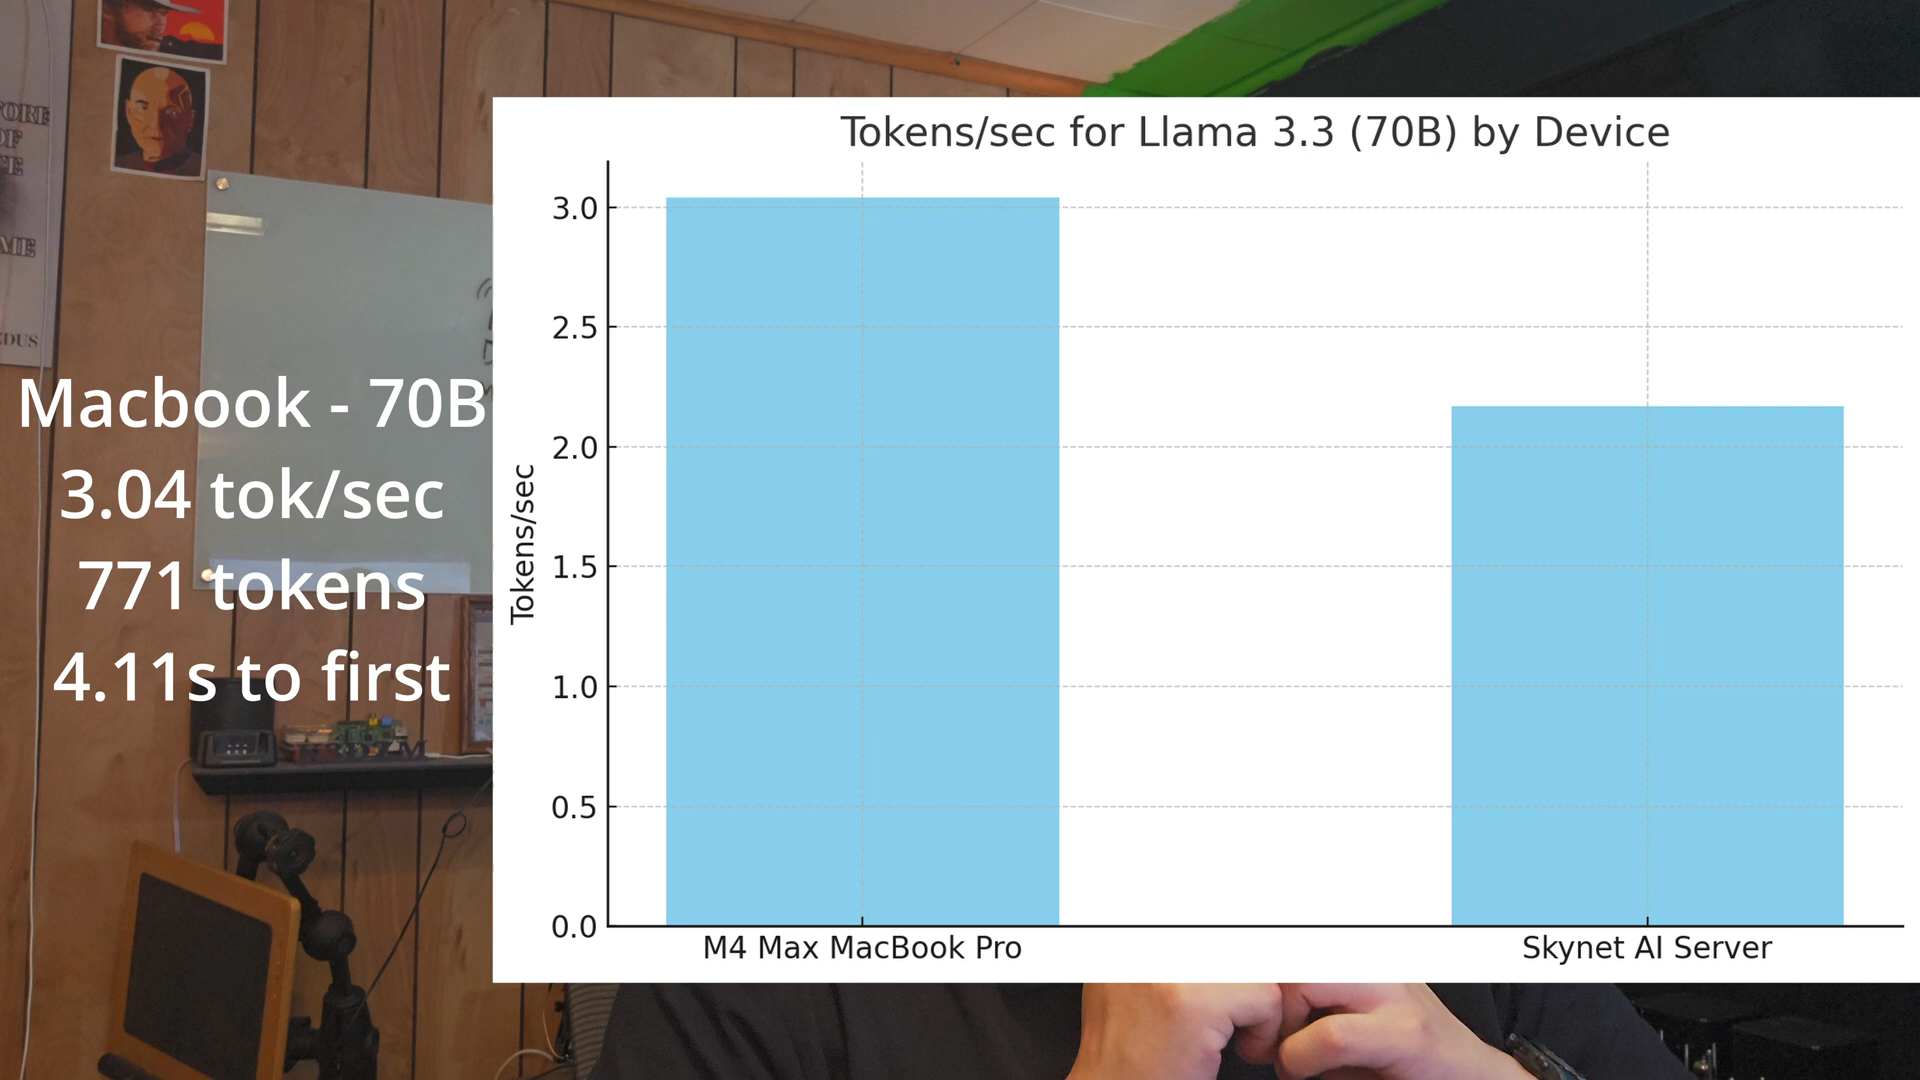 Macbook - 70B
3.04 tok/sec
771 tokens
4.11s to first
Tokens/sec for Llama 3.3 (70B) by Device
Tokens/sec
3.0
2.5
2.0
1.5
1.0
0.5
0.0
M4 Max MacBook Pro
Skynet AI Server